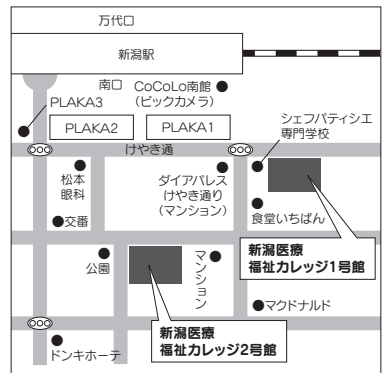 万代口
新潟駅
南口
CoCoLo南館
(ビックカメラ)
PLAKA3
PLAKA2
PLAKA1
シェフパティシエ
専門学校
けやき通
松本
眼科
ダイアパレス
けやき通り
(マンション)
食堂いちばん
交番
新潟医療
福祉カレッジ1号館
公園
マンション
マクドナルド
新潟医療
福祉カレッジ2号館
ドンキホーテ